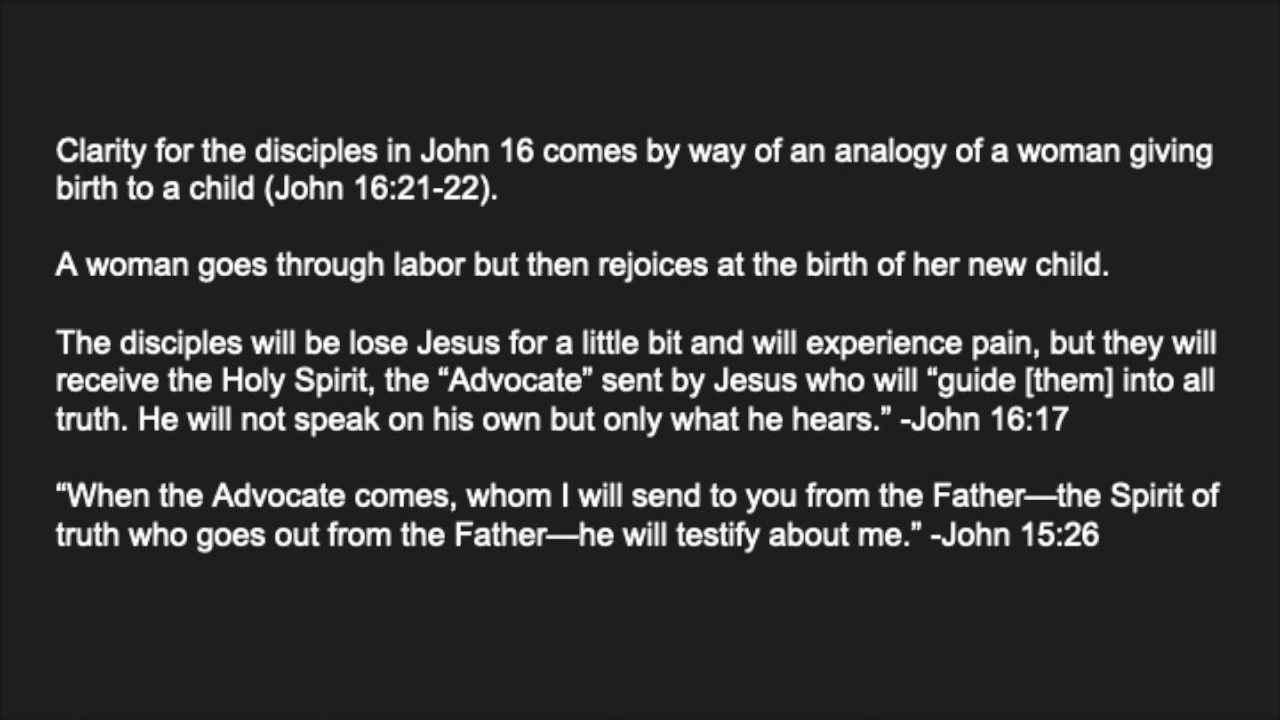 Clarity for the disciples in John 16 comes by way of an analogy of a woman giving
birth to a child (John 16:21-22).
A woman goes through labor but then rejoices at the birth of her new child.
The disciples will be lose Jesus for a little bit and will experience pain, but they will
receive the Holy Spirit, the “Advocate” sent by Jesus who will “guide [them] into all
truth. He will not speak on his own but only what he hears.” -John 16:17
“When the Advocate comes, whom I will send to you from the Father—the Spirit of
truth who goes out from the Father—he will testify about me.” -John 15:26